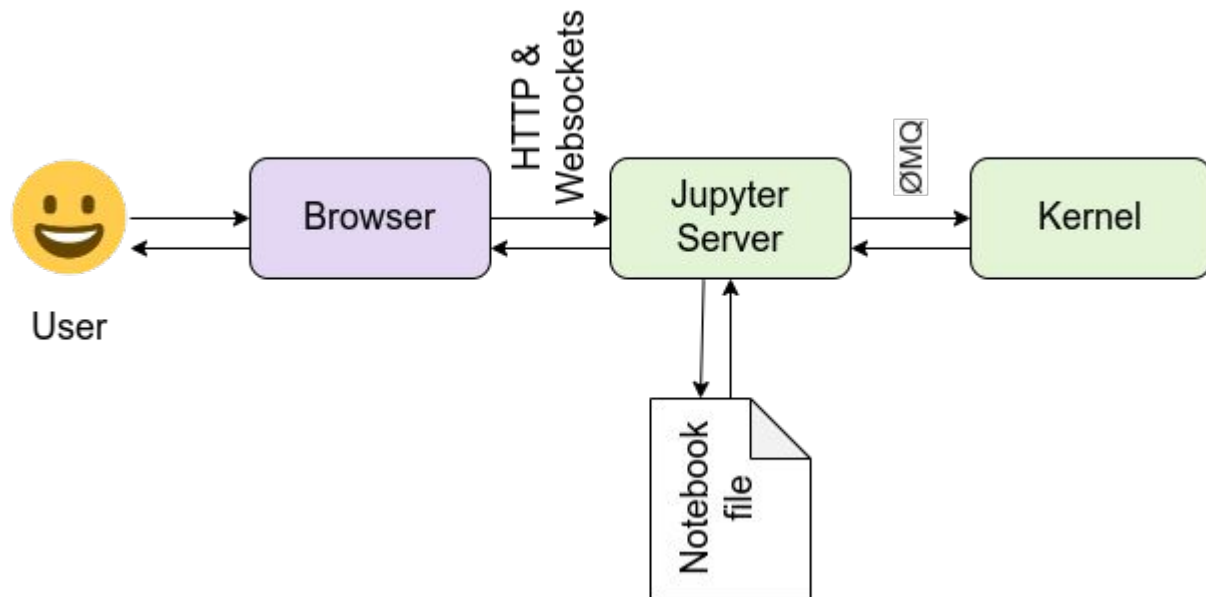 HTTP &
Websockets
ØMQ
Browser
Jupyter
Server
Kernel
User
Notebook
file